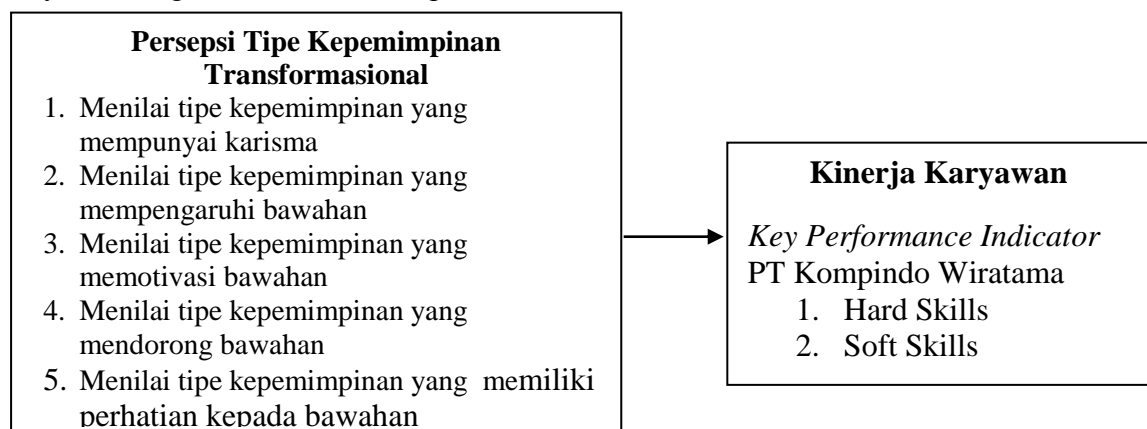 Persepsi Tipe Kepemimpinan
Transformasional
1. Menilai tipe kepemimpinan yang
mempunyai karisma
2. Menilai tipe kepemimpinan yang
mempengaruhi bawahan
3. Menilai tipe kepemimpinan yang
memotivasi bawahan
4. Menilai tipe kepemimpinan yang
mendorong bawahan
5. Menilai tipe kepemimpinan yang memiliki
perhatian kepada bawahan
Kinerja Karyawan
Key Performance Indicator
PT Kompindo Wiratama
1. Hard Skills
2. Soft Skills